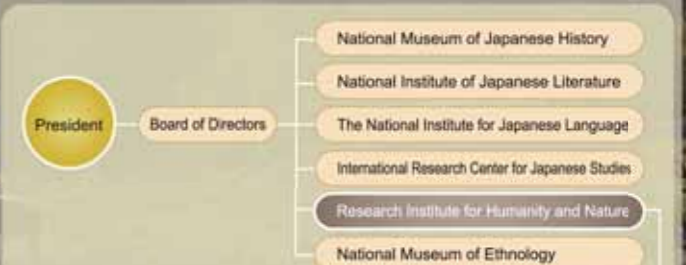 National Museum of Japanese History
National Institute of Japanese Literature
President
Board of Directors
The National Institute for Japanese Language
International Research Center for Japanese Studies
Research Institute for Humanity and Nature
National Museum of Ethnology